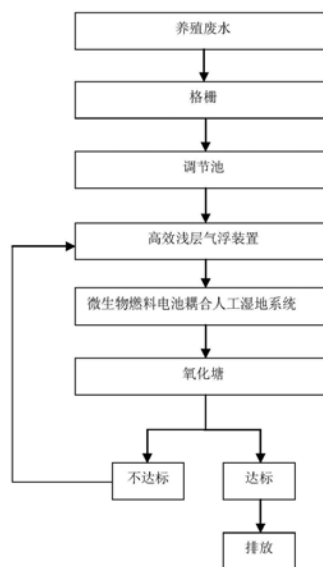 养殖废水
格栅
调节池
高效浅层气浮装置
微生物燃料电池耦合人工湿地系统
氧化塘
不达标
达标
排放